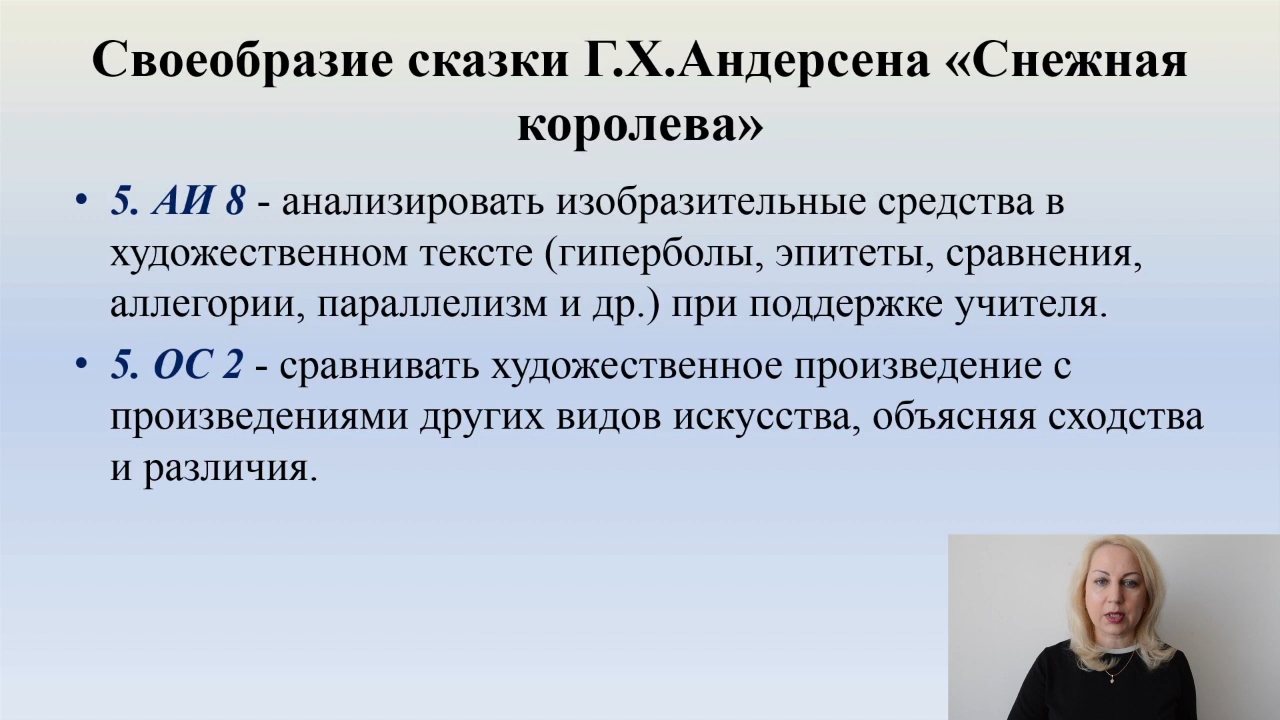 Своеобразие сказки Г.Х.Андерсена «Снежная
королева»
• 5. АИ 8 - анализировать изобразительные средства в
художественном тексте (гиперболы, эпитеты, сравнения,
аллегории, параллелизм и др.) при поддержке учителя.
• 5. ОС 2 - сравнивать художественное произведение с
произведениями других видов искусства, объясняя сходства
и различия.